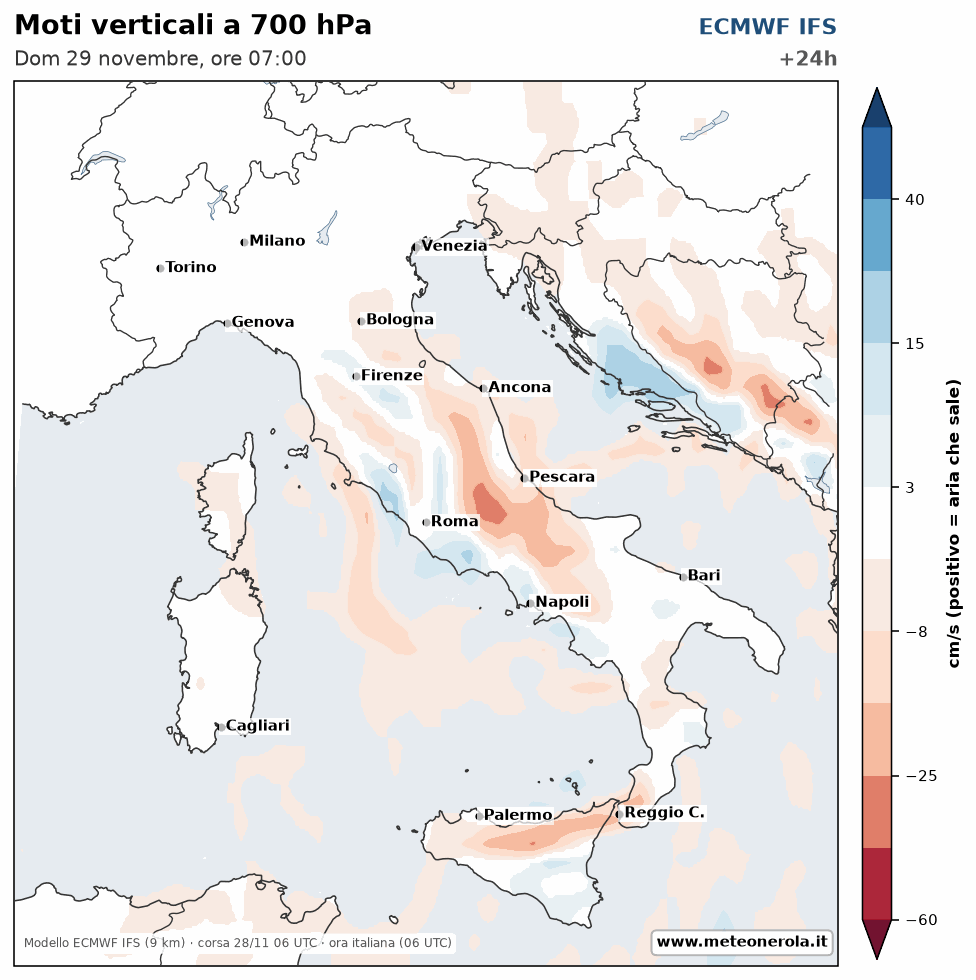 Moti verticali a 700 hPa
ECMWF IFS
Dom 29 novembre, ore 07:00
+24h
Milano
Venezia
Torino
Genova
Bologna
Firenze
Ancona
Pescara
Roma
Bari
Napoli
Cagliari
Palermo
Reggio C.
40
15
3
−8
−25
−60
cm/s (positivo = aria che sale)
Modello ECMWF IFS (9 km) · corsa 28/11 06 UTC · ora italiana (06 UTC)
www.meteonerola.it